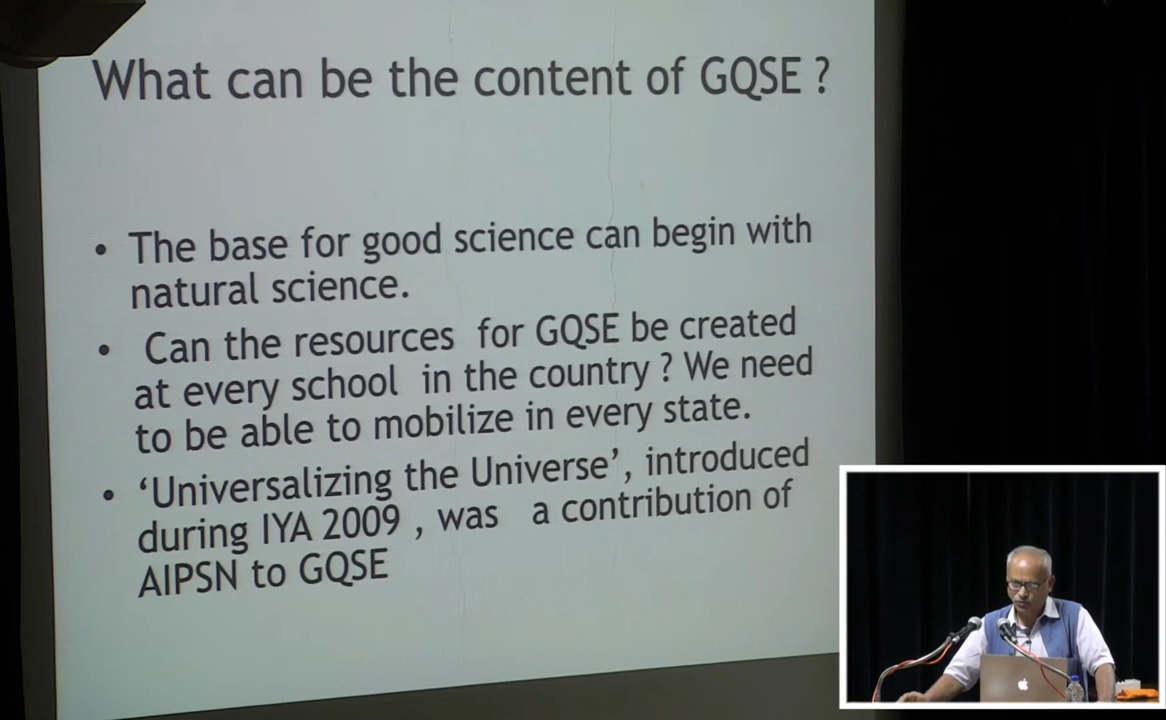 What can be the content of GQSE ?
• The base for good science can begin with
natural science.
• Can the resources for GQSE be created
at every school in the country ? We need
to be able to mobilize in every state.
• ‘Universalizing the Universe’, introduced
during IYA 2009 , was a contribution of
AIPSN to GQSE